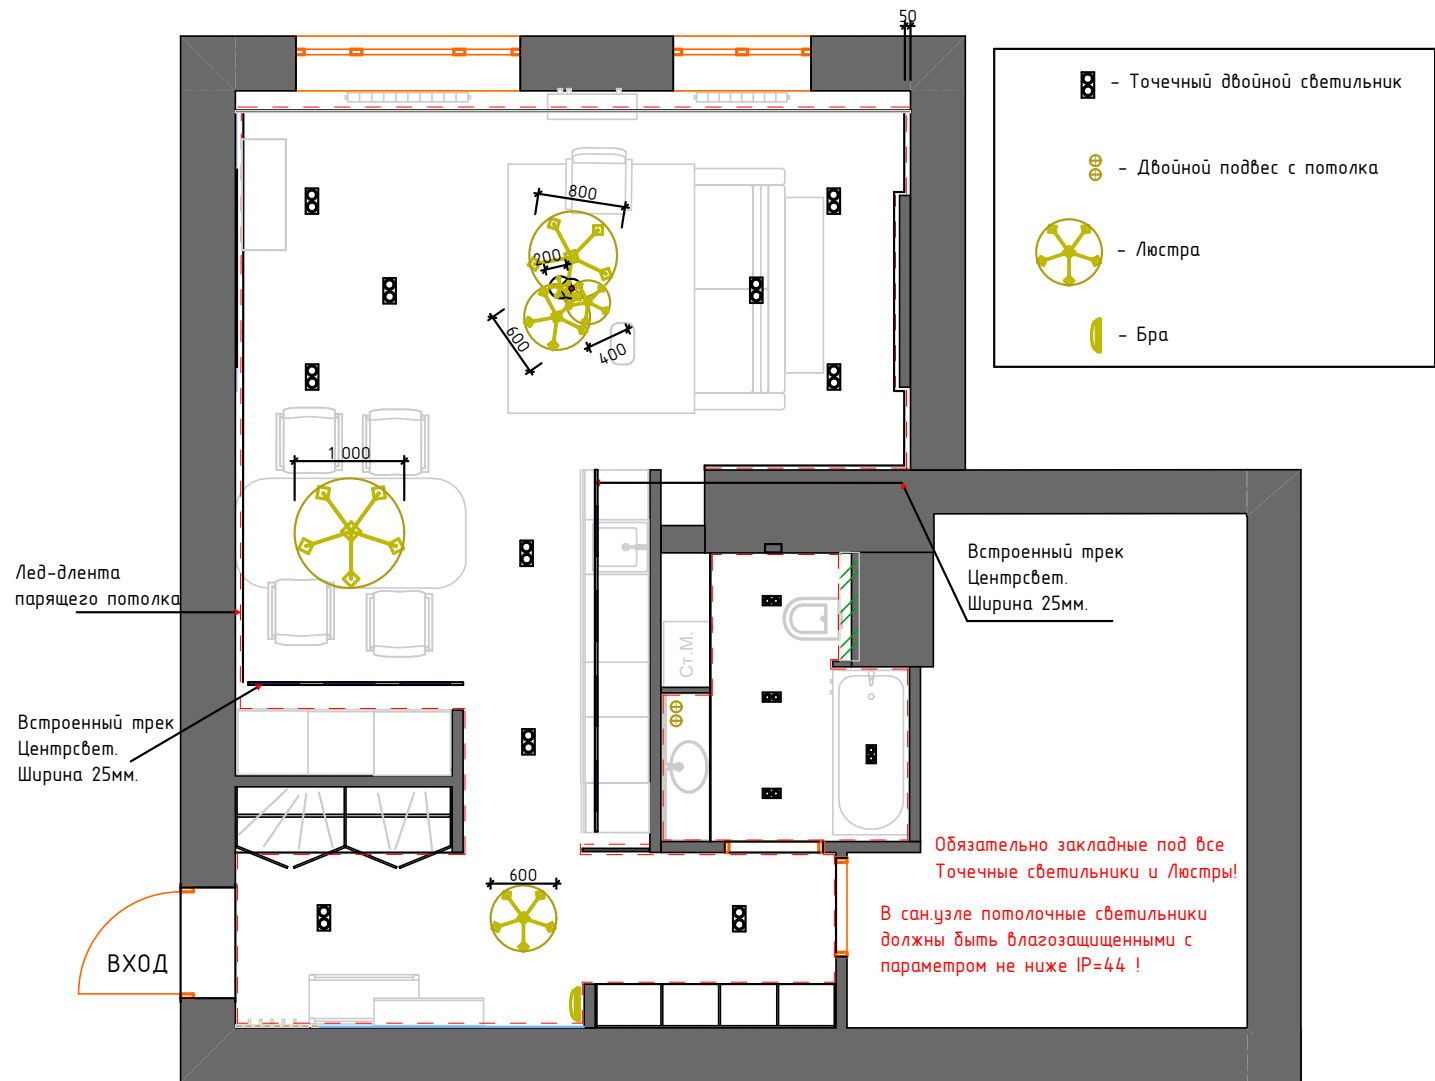 50
- Точечный двойной светильник
- Двойной подвес с потолка
- Люстра
- Бра
800
200
600
400
1 000
Лед-длента
парящего потолка
Встроенный трек
Центрсвет.
Ширина 25мм.
Встроенный трек
Центрсвет.
Ширина 25мм.
Ст.М.
600
ВХОД
Обязательно закладные под все
Точечные светильники и Люстры!
В сан.узле потолочные светильники
должны быть влагозащищенными с
параметром не ниже IP=44 !